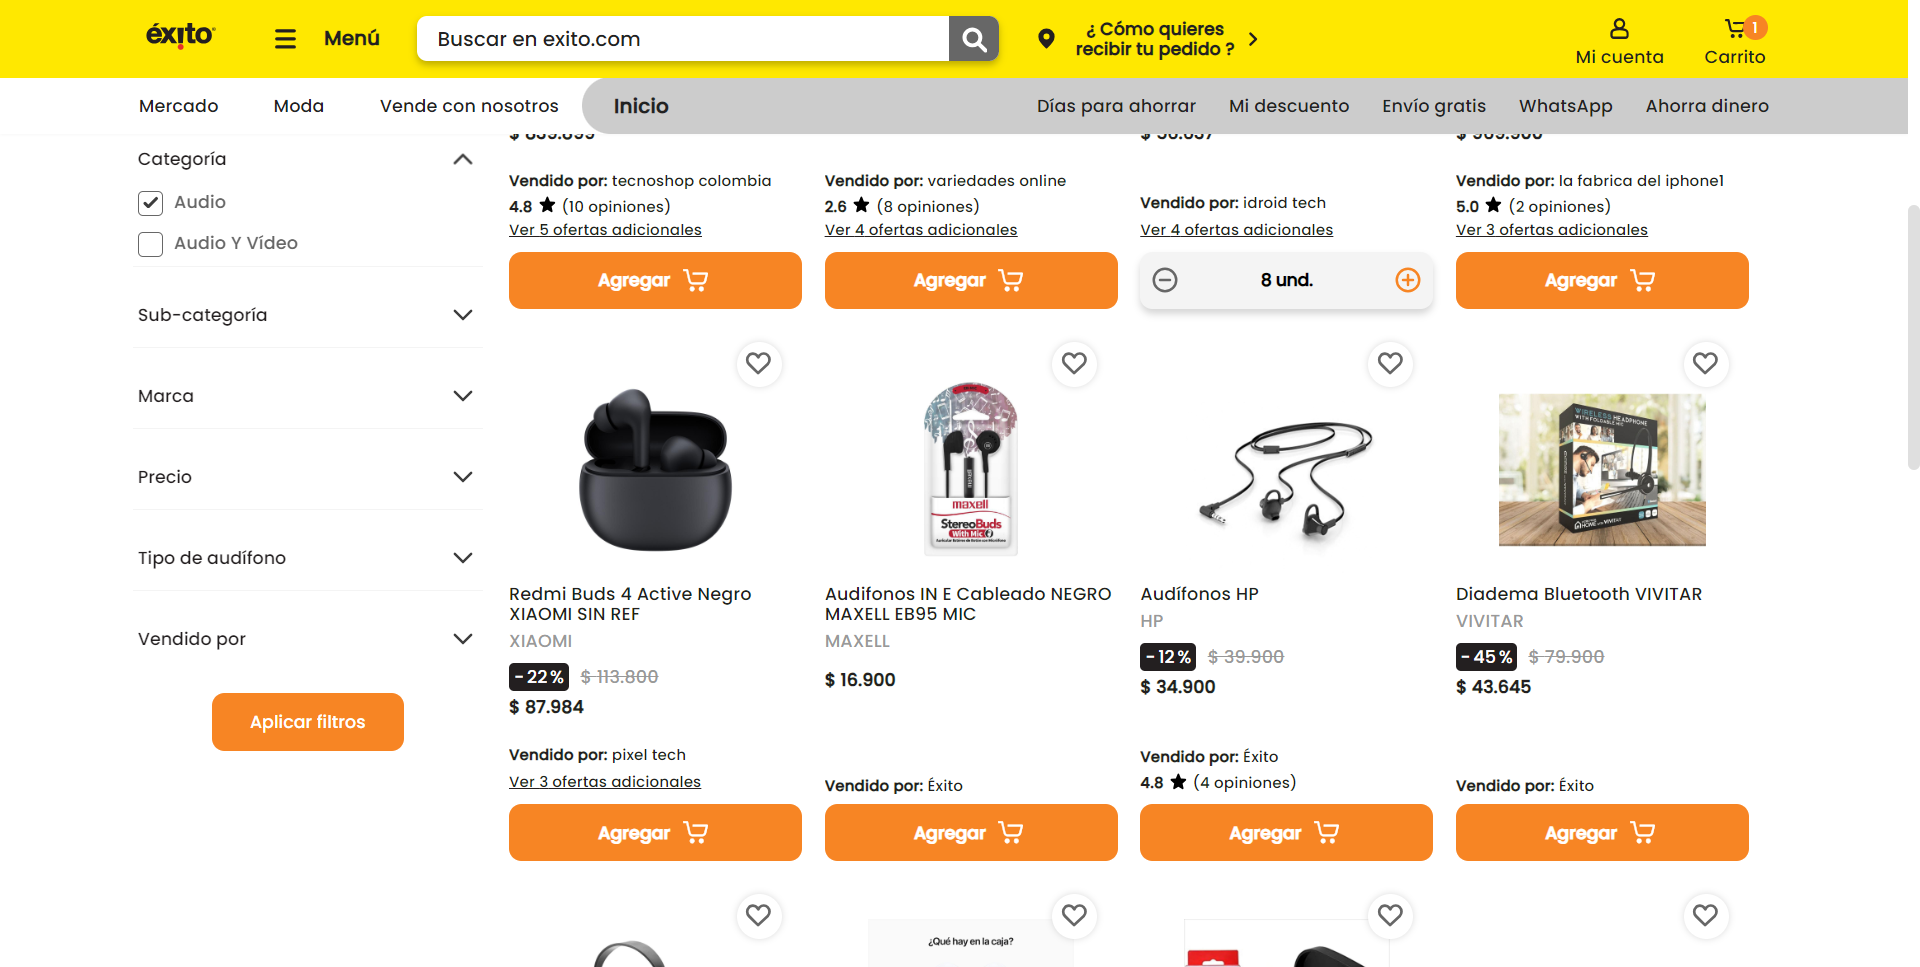 éxito
Menú
Buscar en exito.com
¿ Cómo quieres
recibir tu pedido ?
Mi cuenta
1
Carrito
Mercado
Moda
Vende con nosotros
Inicio
Días para ahorrar
Mi descuento
Envío gratis
WhatsApp
Ahorra dinero
Categoría
Audio
Audio Y Vídeo
Sub-categoría
Marca
Precio
Tipo de audífono
Vendido por
Aplicar filtros
Vendido por: tecnoshop colombia
4.8 ★ (10 opiniones)
Ver 5 ofertas adicionales
Agregar
Vendido por: variedades online
2.6 ★ (8 opiniones)
Ver 4 ofertas adicionales
Agregar
Vendido por: idroid tech
Ver 4 ofertas adicionales
8 und.
Vendido por: la fabrica del iphone1
5.0 ★ (2 opiniones)
Ver 3 ofertas adicionales
Agregar
Redmi Buds 4 Active Negro
XIAOMI SIN REF
XIAOMI
-22% $ 113.800
$ 87.984
Vendido por: pixel tech
Ver 3 ofertas adicionales
Agregar
maxell
StereoBuds
With Mic
Audifonos IN E Cableado NEGRO
MAXELL EB95 MIC
MAXELL
$ 16.900
Vendido por: Éxito
Agregar
Audífonos HP
HP
-12% $ 39.900
$ 34.900
Vendido por: Éxito
4.8 ★ (4 opiniones)
Agregar
WIRELESS HEADPHONE
WITH FOLDABLE MIC
Diadema Bluetooth VIVITAR
VIVITAR
-45% $ 79.900
$ 43.645
Vendido por: Éxito
Agregar
¿Qué hay en la caja?